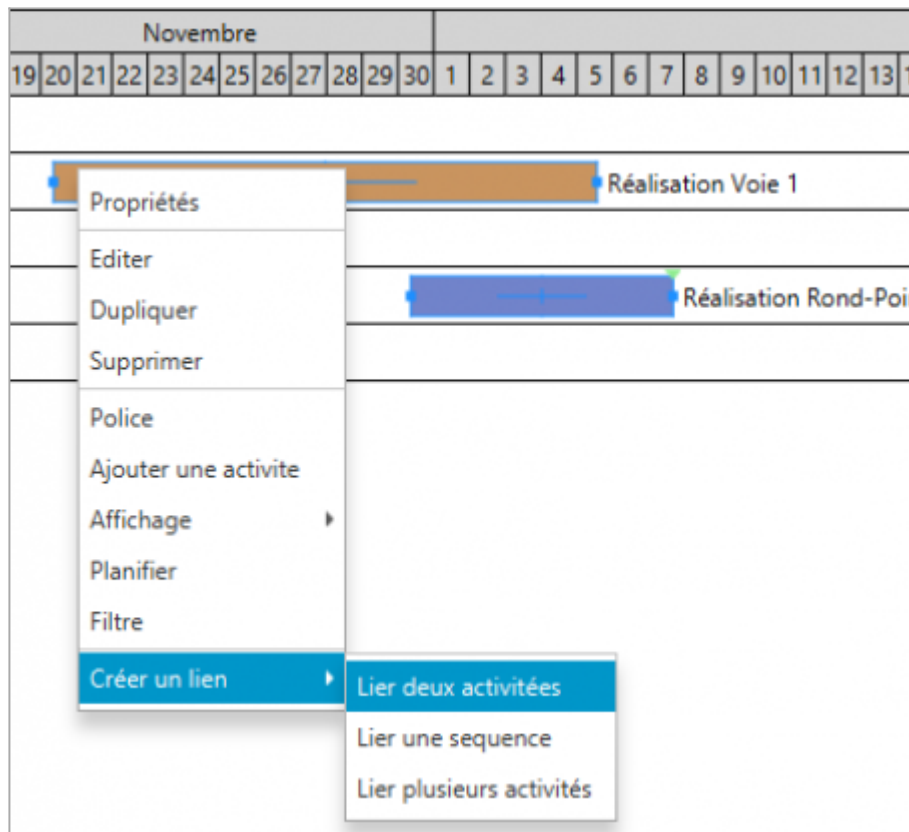 Novembre
19 20 21 22 23 24 25 26 27 28 29 30 1 2 3 4 5 6 7 8 9 10 11 12 13
Réalisation Voie 1
Propriétés
Editer
Réalisation Rond-Poi
Dupliquer
Supprimer
Police
Ajouter une activite
Affichage
Planifier
Filtre
Créer un lien
Lier deux activitées
Lier une sequence
Lier plusieurs activités